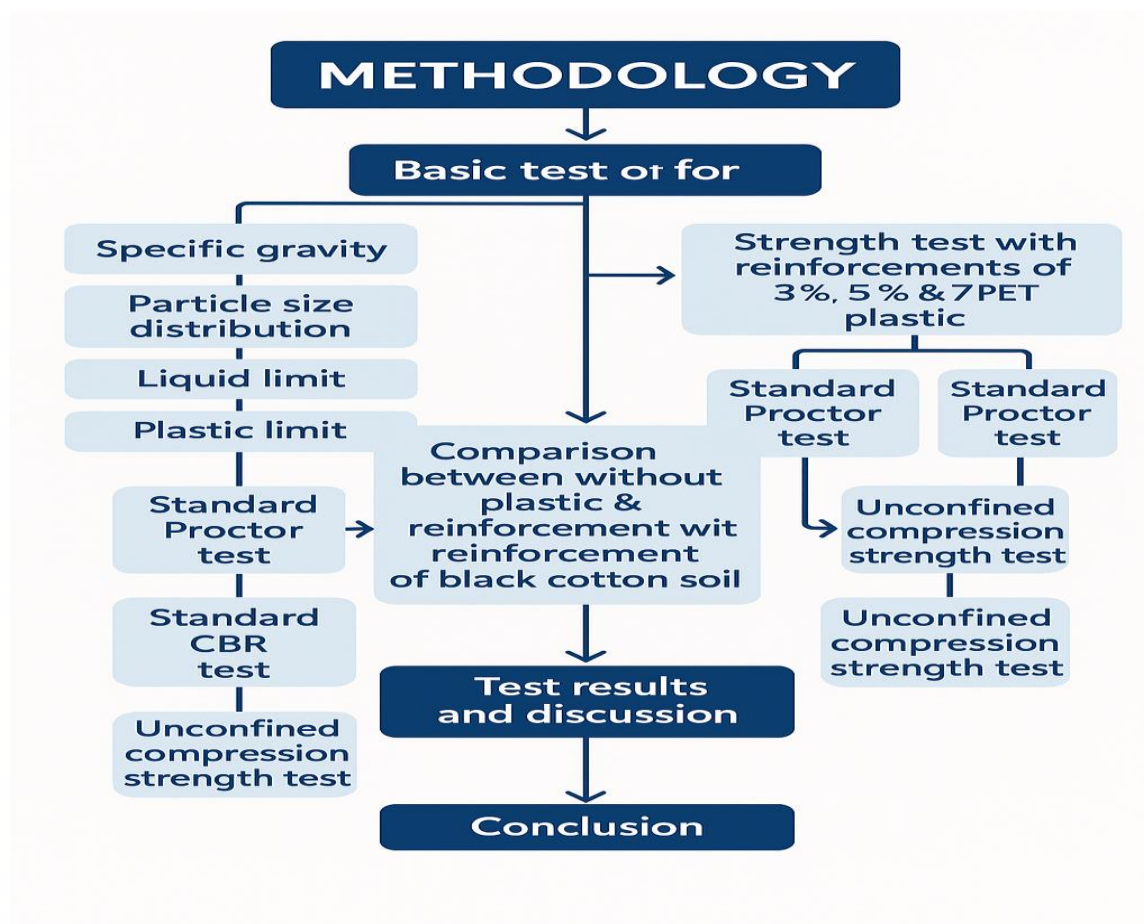 METHODOLOGY
Basic test of for
Specific gravity
Particle size
distribution
Liquid limit
Plastic limit
Standard
Proctor
test
Standard
CBR
test
Unconfined
compression
strength test
Comparison
between without
plastic &
reinforcement wit
reinforcement
of black cotton soil
Test results
and discussion
Conclusion
Strength test with
reinforcements of
3%, 5% & 7PET
plastic
Standard
Proctor
test
Standard
Proctor
test
Unconfined
compression
strength test
Unconfined
compression
strength test